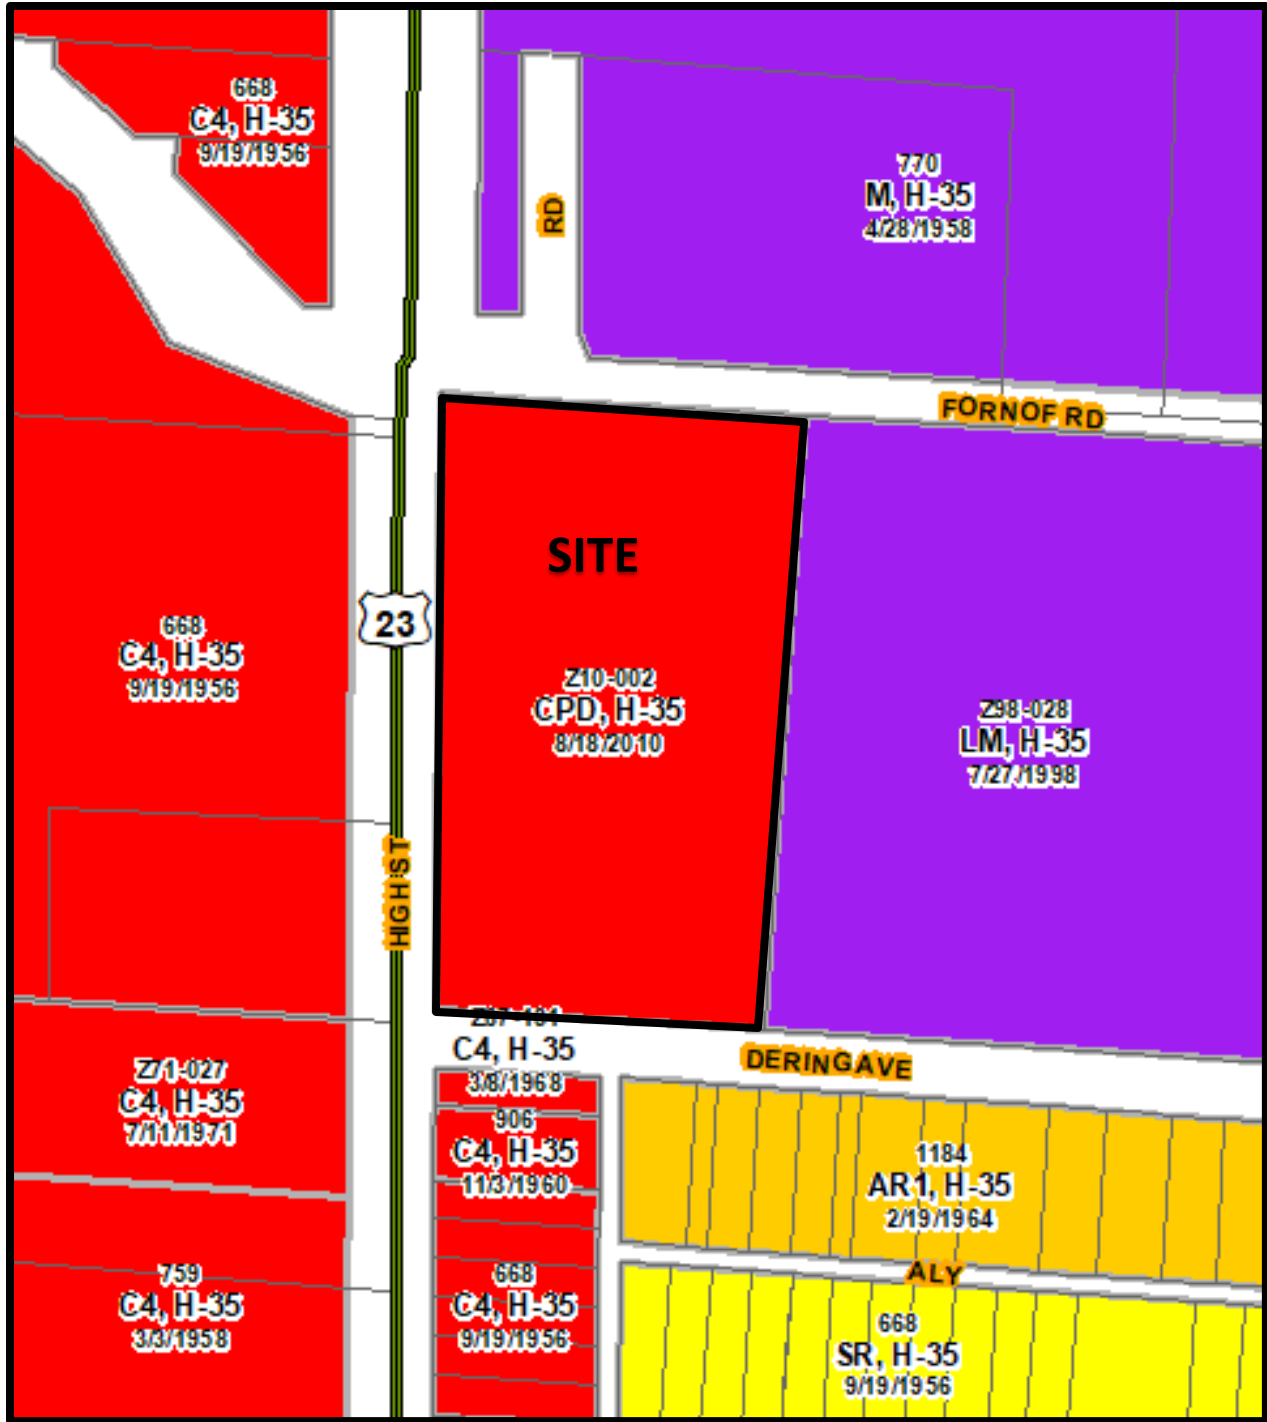 668
C4, H-35
9/19/1956
RD
770
M, H-35
4/28/1958
FORNOF RD
SITE
23
668
C4, H-35
9/19/1956
Z10-002
CPD, H-35
8/18/2010
Z98-028
LM, H-35
7/27/1998
HIGH ST
C4, H-35
3/8/1968
DERING AVE
Z71-027
C4, H-35
7/11/1971
906
C4, H-35
11/3/1960
1184
AR1, H-35
2/19/1964
ALY
759
C4, H-35
3/3/1958
668
C4, H-35
9/19/1956
668
SR, H-35
9/19/1956